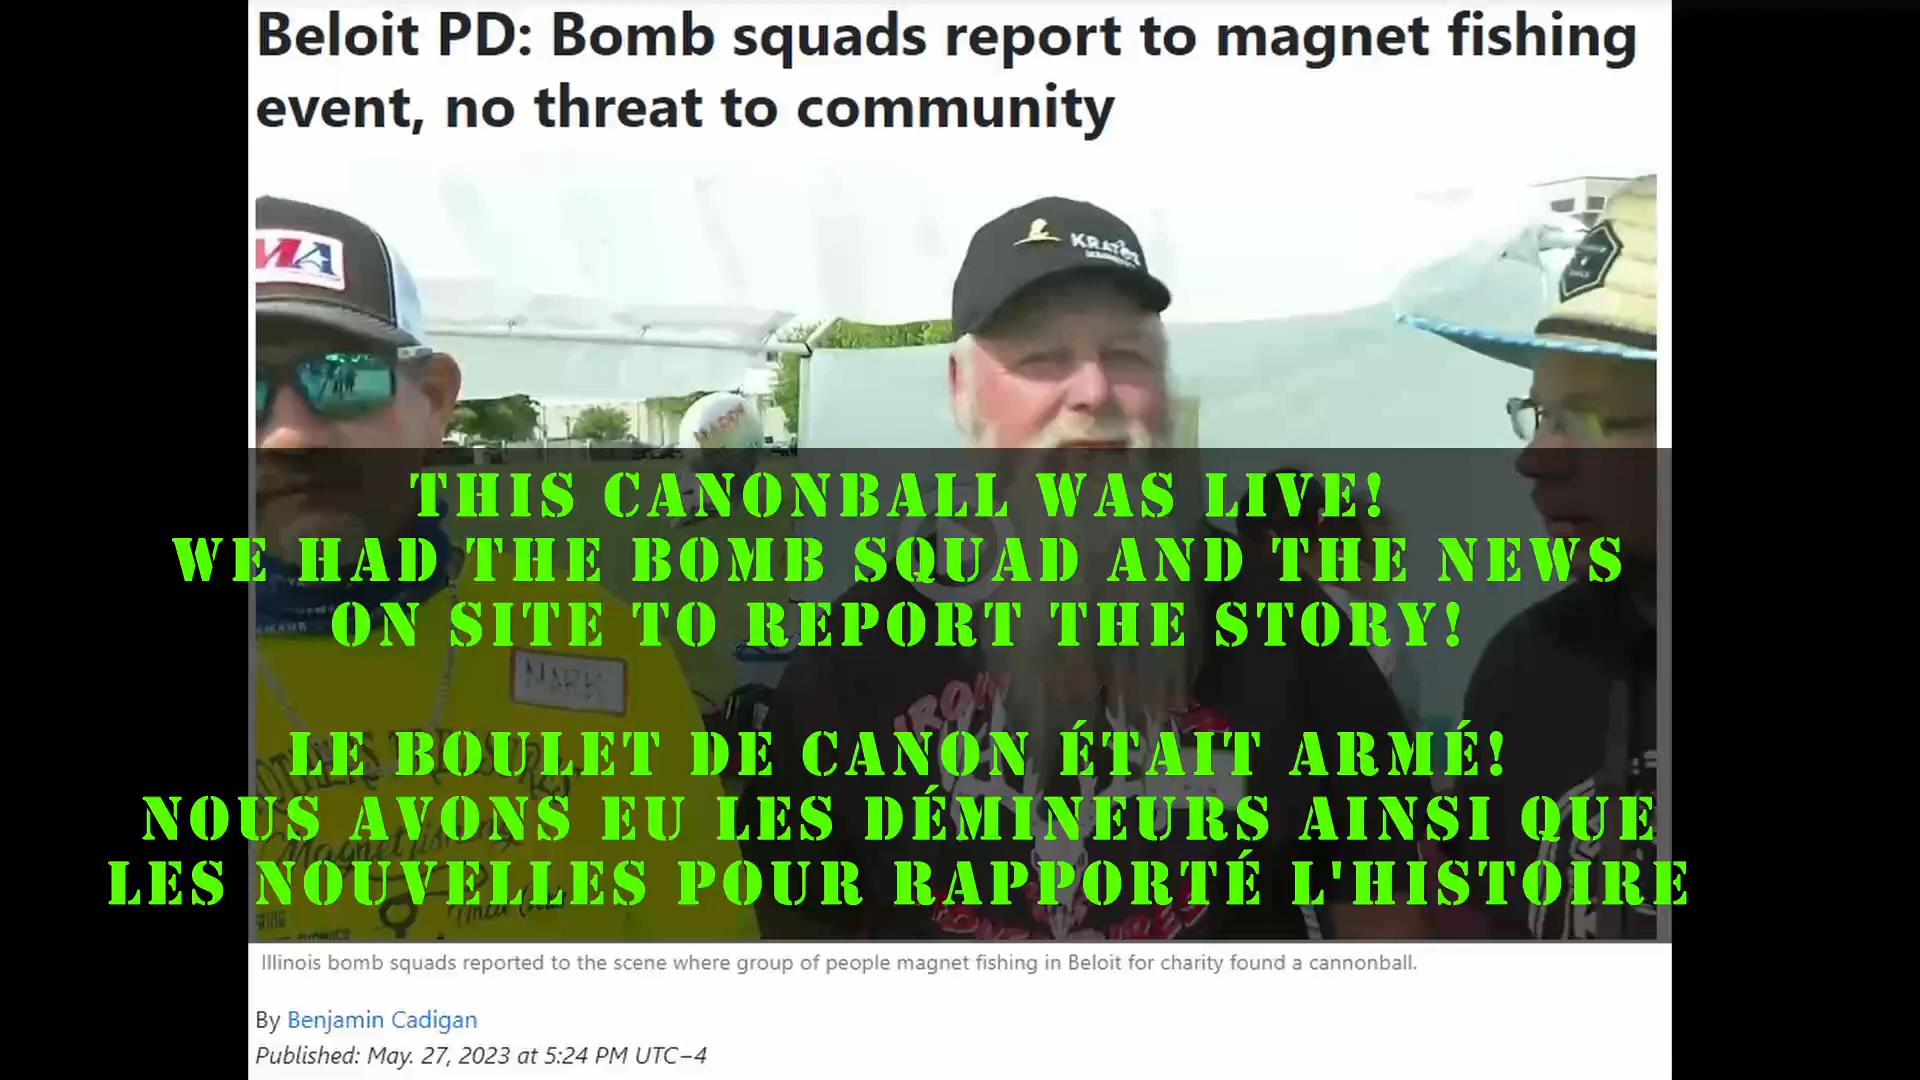 Beloit PD: Bomb squads report to magnet fishing
event, no threat to community
MA
KRATOS
THIS CANONBALL WAS LIVE!
WE HAD THE BOMB SQUAD AND THE NEWS
ON SITE TO REPORT THE STORY!
MARK
LE BOULET DE CANON ÉTAIT ARMÉ!
NOUS AVONS EU LES DÉMINEURS AINSI QUE
LES NOUVELLES POUR RAPPORTÉ L'HISTOIRE
Magnetfishing
Illinois bomb squads reported to the scene where group of people magnet fishing in Beloit for charity found a cannonball.
By Benjamin Cadigan
Published: May. 27, 2023 at 5:24 PM UTC−4